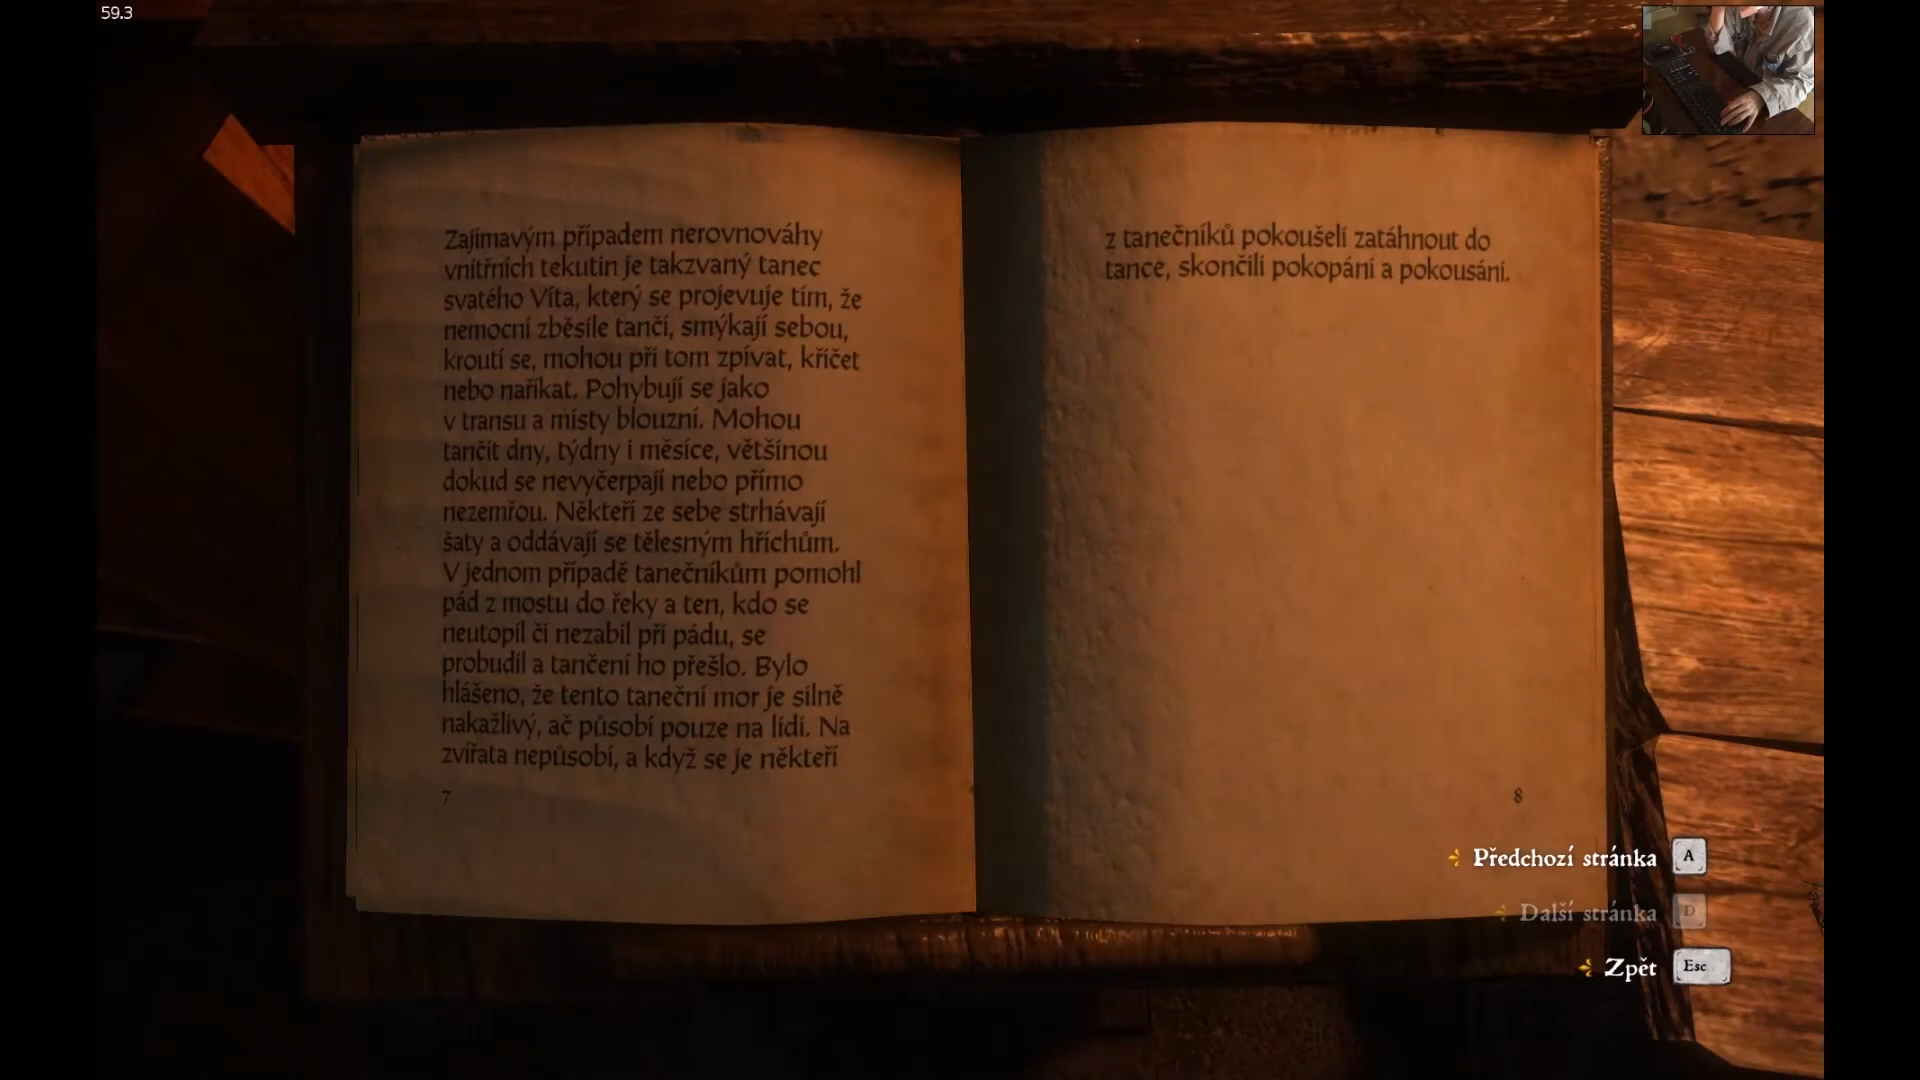 59.3
Zajímavým případem nerovnováhy
vnitřních tekutin je takzvaný tanec
svatého Víta, který se projevuje tím, že
nemocní zběsile tančí, smýkají sebou,
kroutí se, mohou při tom zpívat, křičet
nebo naříkat. Pohybují se jako
v transu a místy blouzní. Mohou
tančit dny, týdny i měsíce, většinou
dokud se nevyčerpají nebo přímo
nezemřou. Někteří ze sebe strhávají
šaty a oddávají se tělesným hříchům.
V jednom případě tanečníkům pomohl
pád z mostu do řeky a ten, kdo se
neutopil či nezabil při pádu, se
probudil a tančení ho přešlo. Bylo
hlášeno, že tento taneční mor je silně
nakažlivý, ač působí pouze na lidi. Na
zvířata nepůsobí, a když se je někteří
7
z tanečníků pokoušeli zatáhnout do
tance, skončili pokopáni a pokousáni.
8
Předchozí stránka A
Další stránka D
Zpět Esc